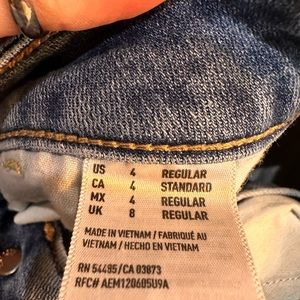 US 4 REGULAR
CA 4 STANDARD
MX 4 REGULAR
UK 8 REGULAR
MADE IN VIETNAM / FABRIQUÉ AU
VIETNAM / HECHO EN VIETNAM
RN 54485/CA 03873
RFC# AEM120605U9A